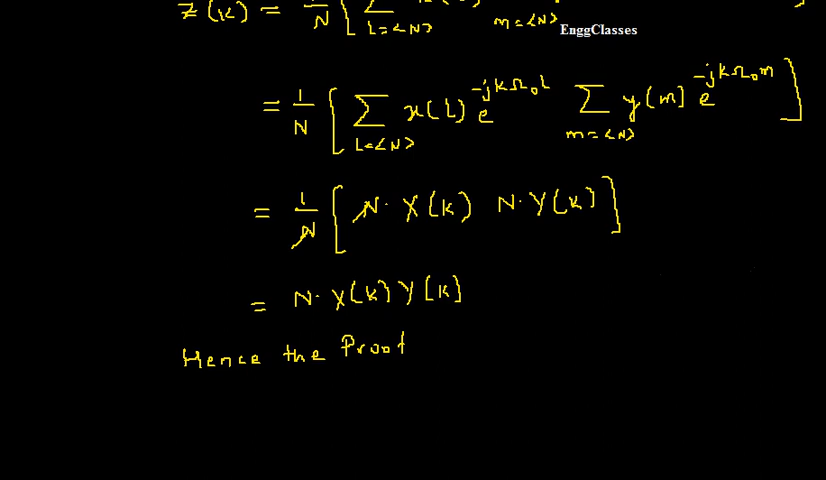 Z(K) = 1/N [ Σ L=<N> m=<N>
EnggClasses
= 1/N [ Σ L=<N> x(L) e^-jkΩ₀L Σ m=<N> y[m] e^-jkΩ₀m ]
= 1/N [ N· X(K) N· Y[K] ]
= N· X[K] Y[K]
Hence the Proof